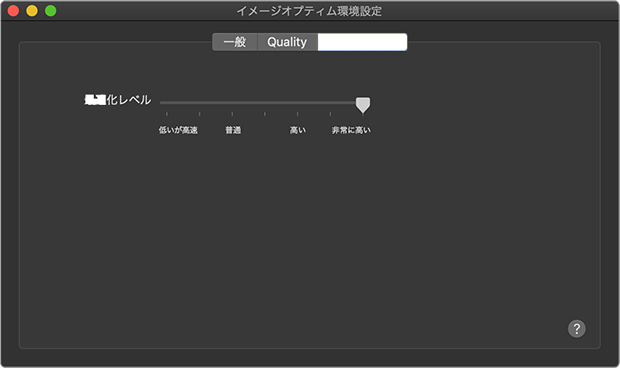 イメージオプティム環境設定
一般 Quality
化レベル
低いが高速 普通 高い 非常に高い
?